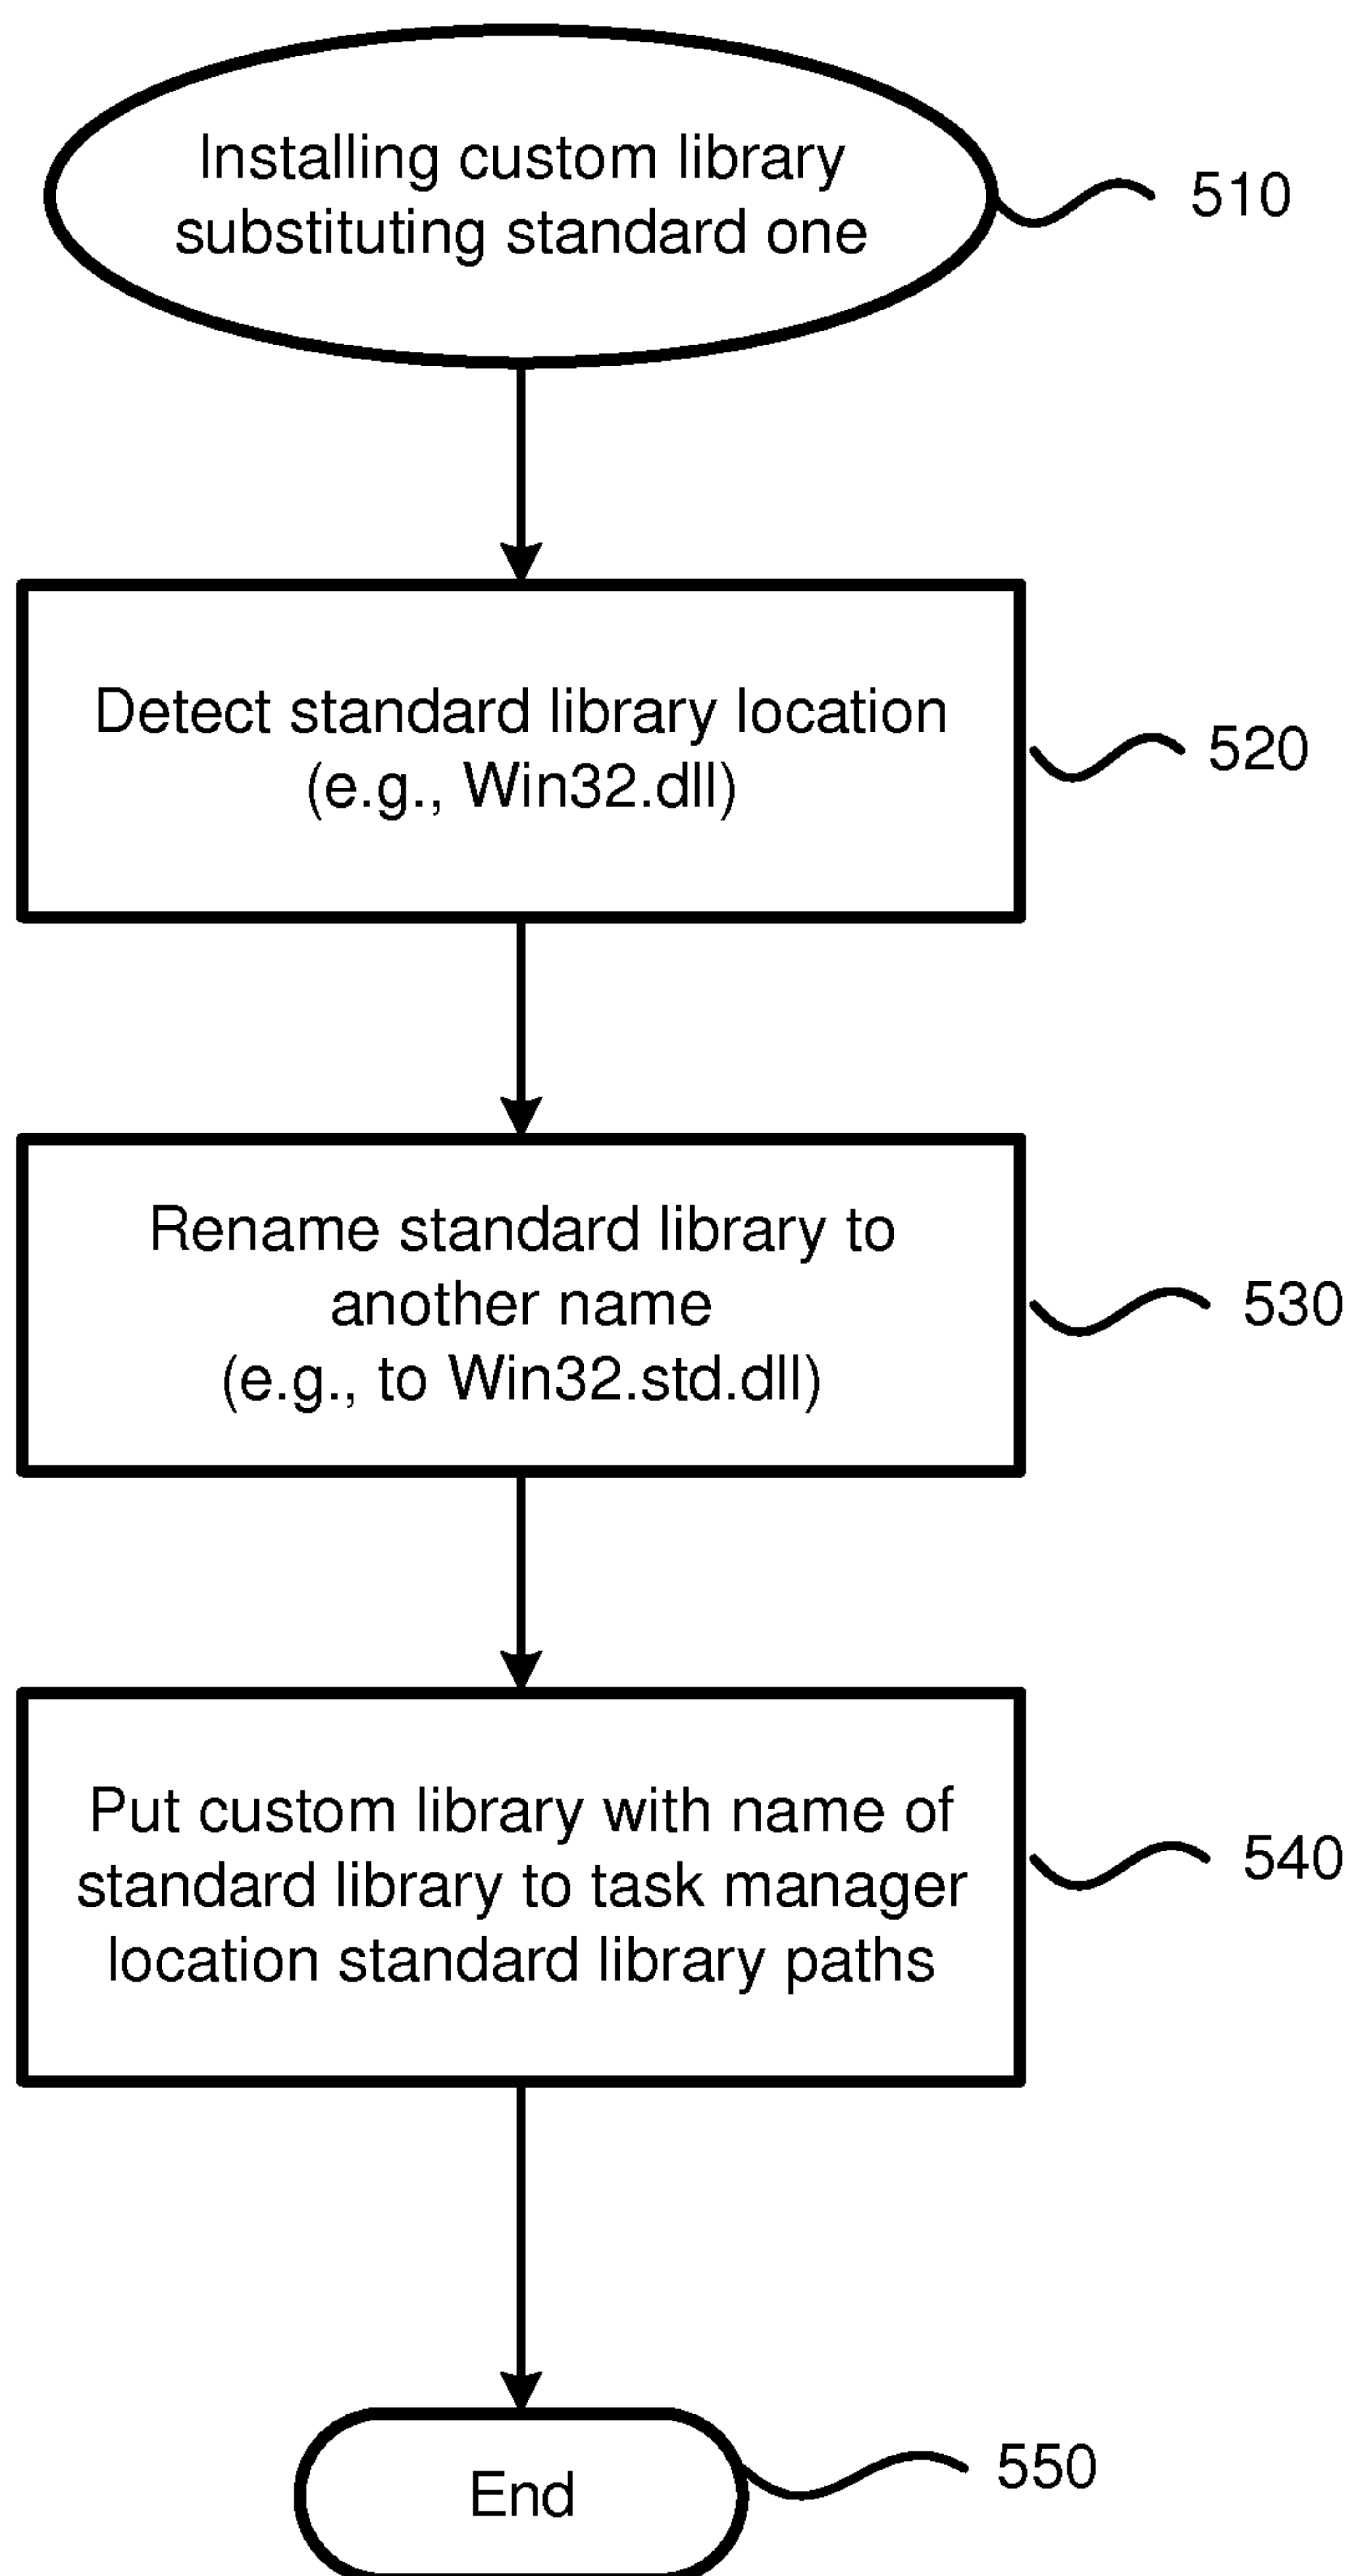 Installing custom library
substituting standard one
510
Detect standard library location
(e.g., Win32.dll)
520
Rename standard library to
another name
(e.g., to Win32.std.dll)
530
Put custom library with name of
standard library to task manager
location standard library paths
540
End
550